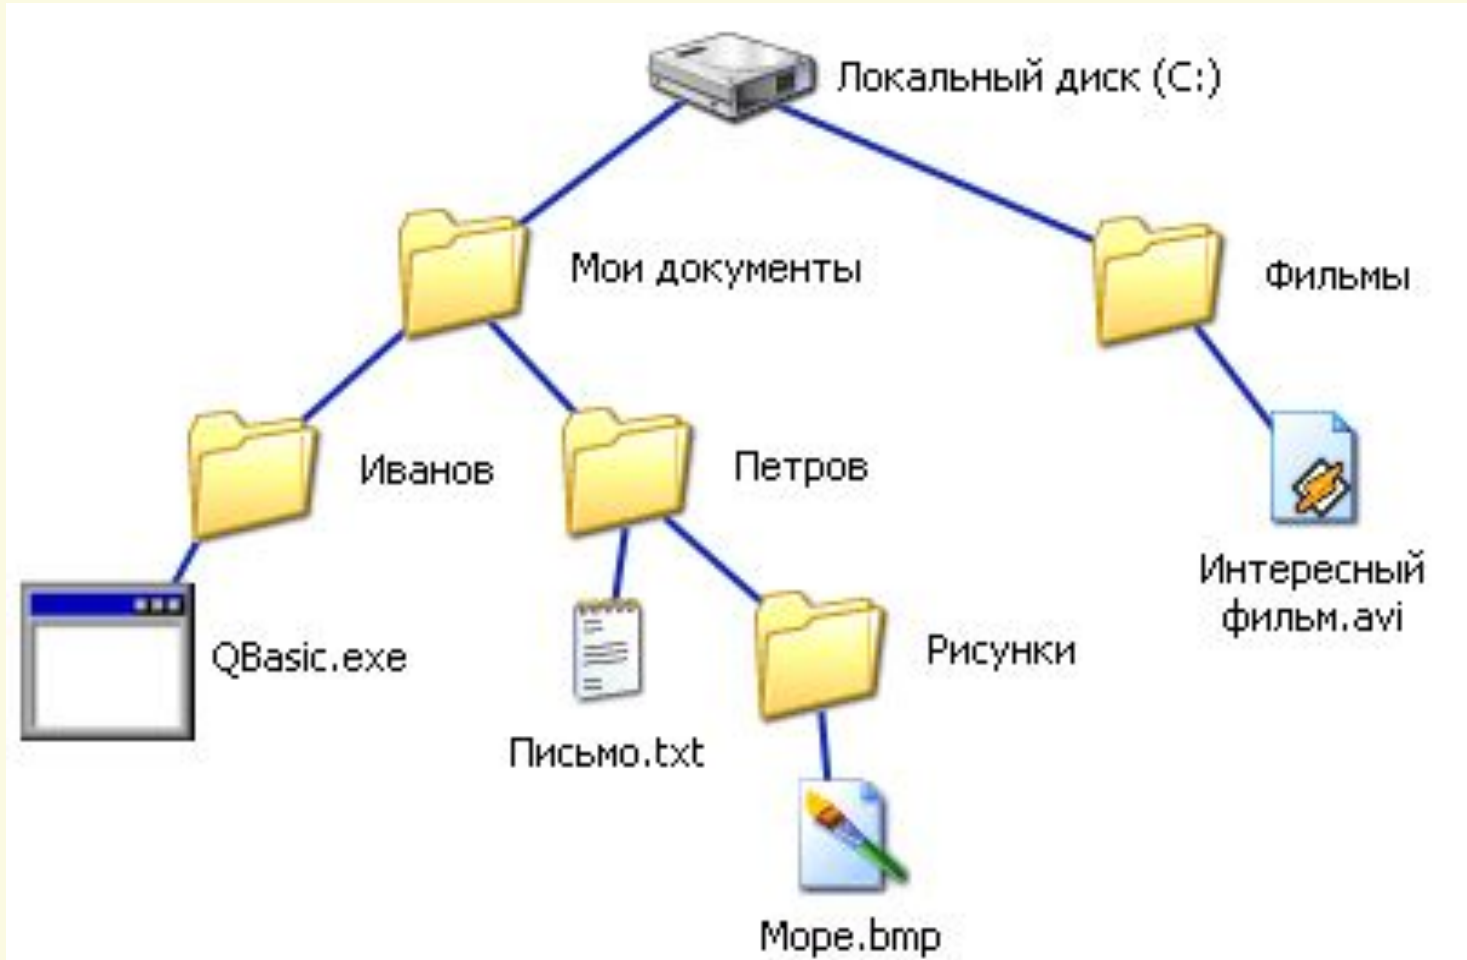 Локальный диск (C:)
Мои документы
Фильмы
Иванов
Петров
Интересный
фильм.avi
QBasic.exe
Рисунки
Письмо.txt
Море.bmp